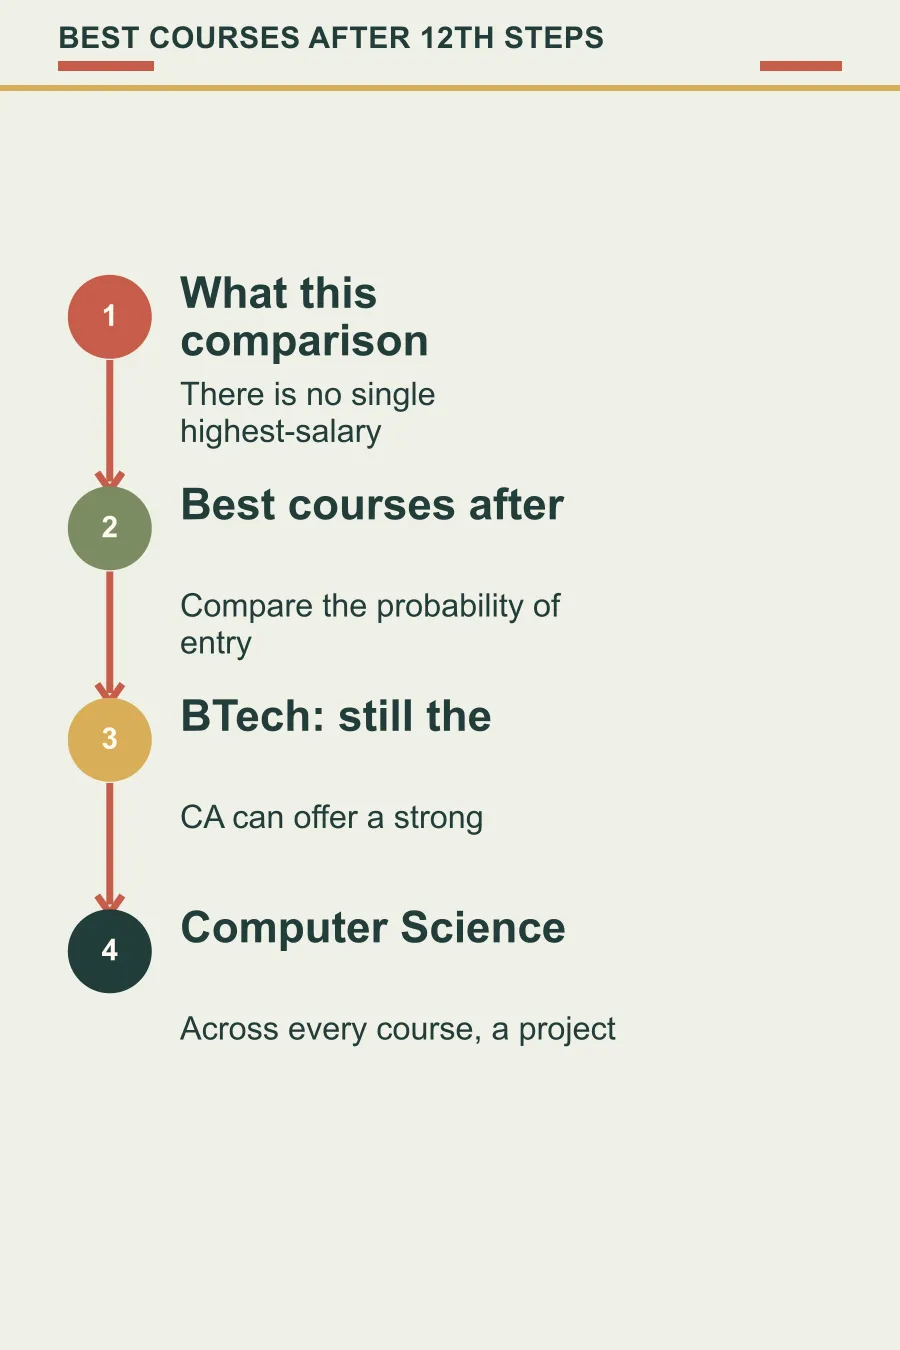 BEST COURSES AFTER 12TH STEPS
1
What this
comparison
There is no single
highest-salary
2
Best courses after
Compare the probability of
entry
3
BTech: still the
CA can offer a strong
4
Computer Science
Across every course, a project